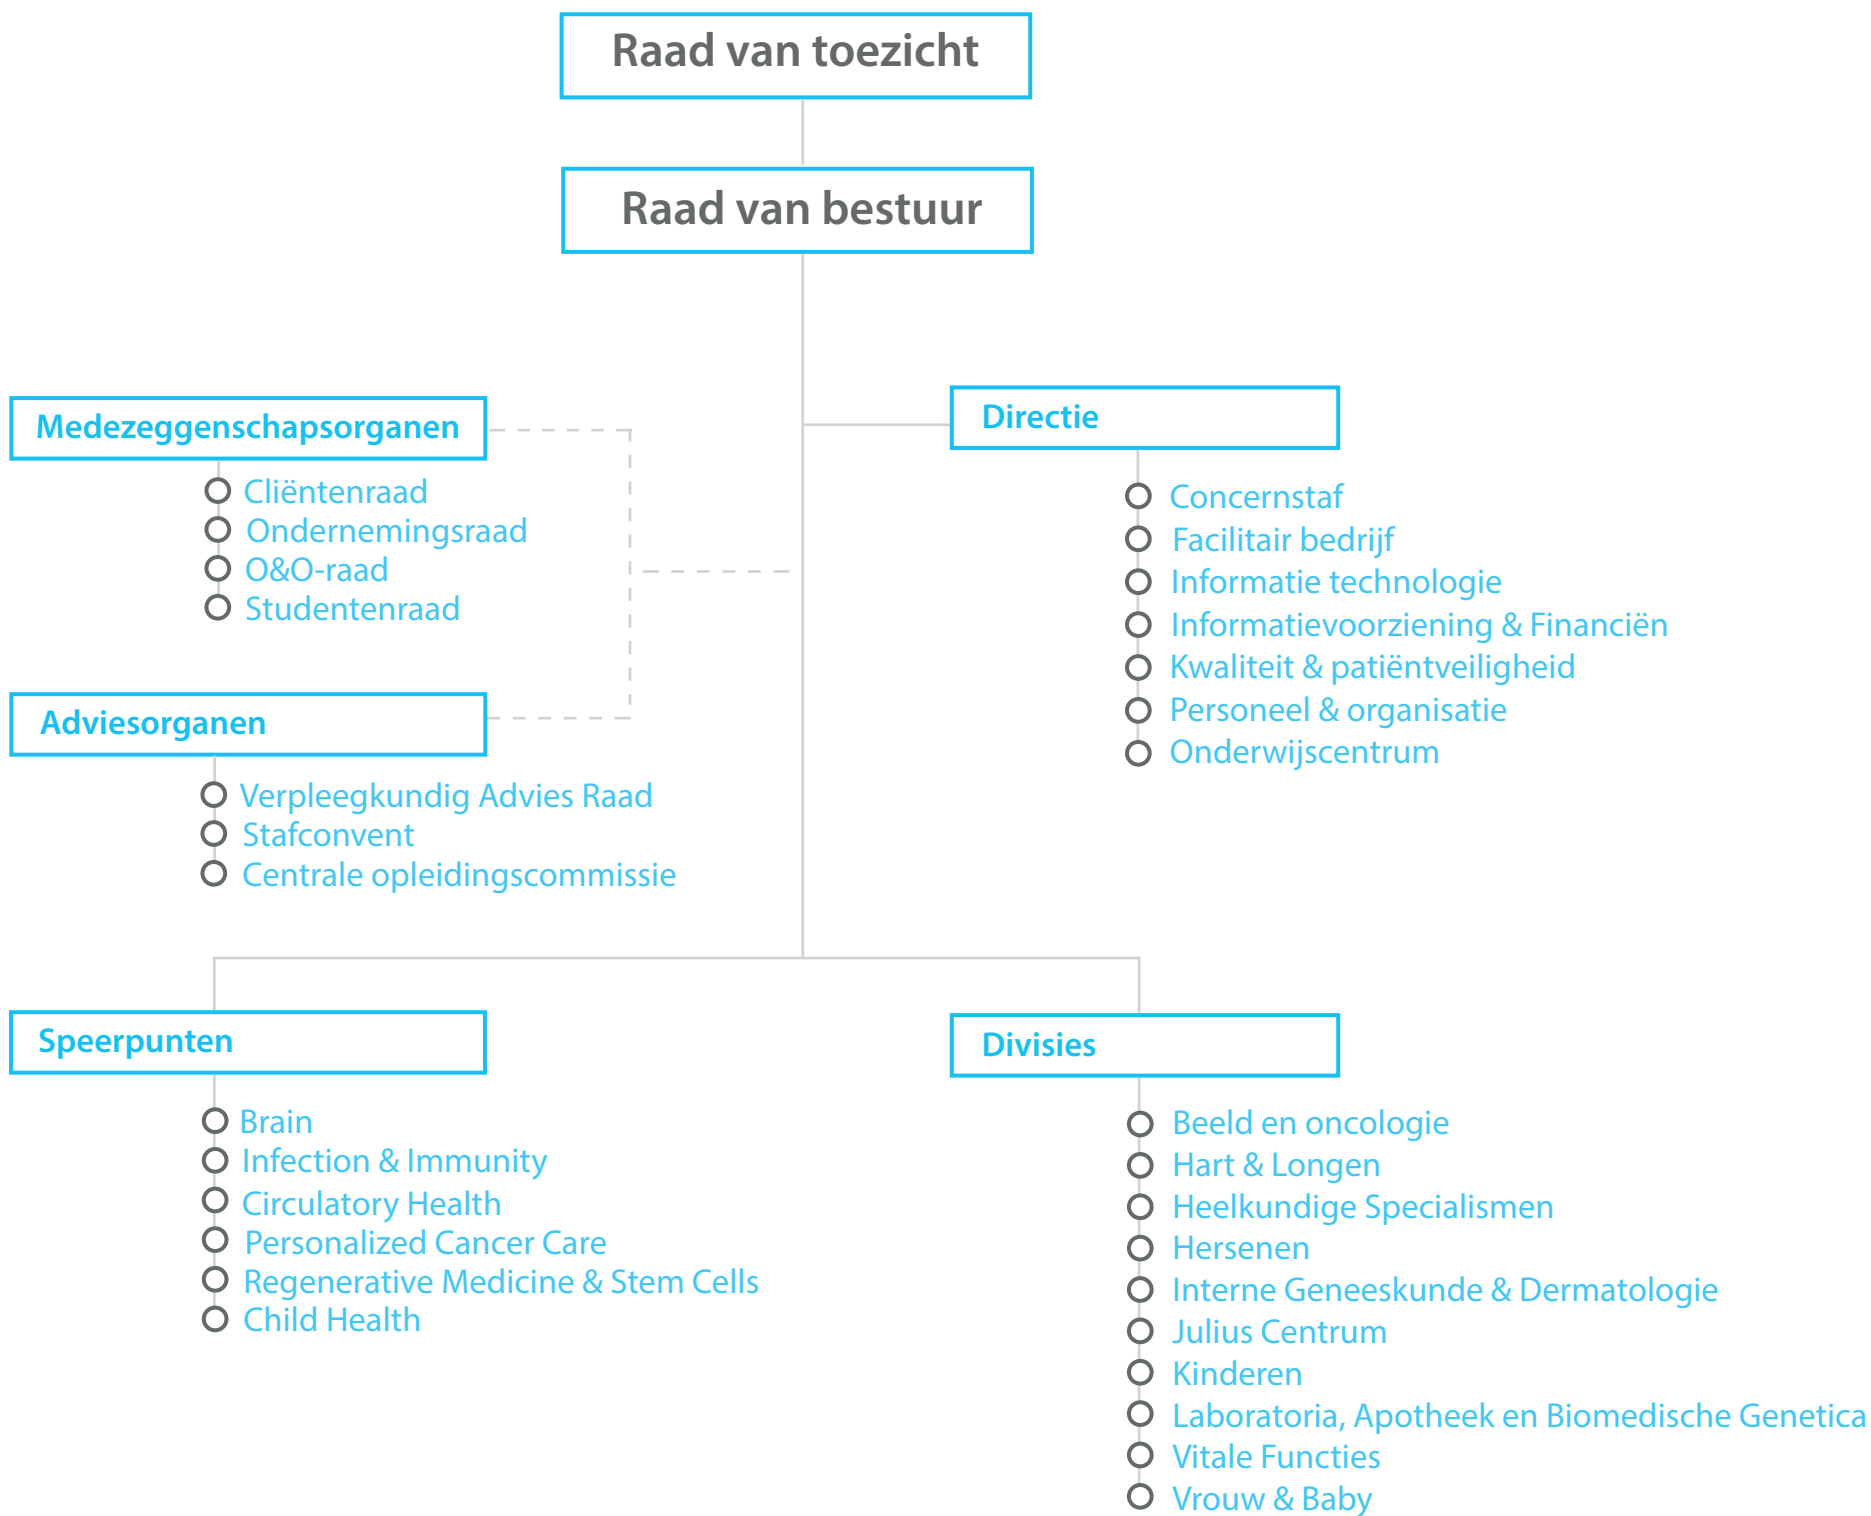 Raad van toezicht
Raad van bestuur
Medezeggenschapsorganen
Cliëntenraad
Ondernemingsraad
O&O-raad
Studentenraad
Adviesorganen
Verpleegkundig Advies Raad
Stafconvent
Centrale opleidingscommissie
Directie
Concernstaf
Facilitair bedrijf
Informatie technologie
Informatievoorziening & Financiën
Kwaliteit & patiëntveiligheid
Personeel & organisatie
Onderwijscentrum
Speerpunten
Brain
Infection & Immunity
Circulatory Health
Personalized Cancer Care
Regenerative Medicine & Stem Cells
Child Health
Divisies
Beeld en oncologie
Hart & Longen
Heelkundige Specialismen
Hersenen
Interne Geneeskunde & Dermatologie
Julius Centrum
Kinderen
Laboratoria, Apotheek en Biomedische Genetica
Vitale Functies
Vrouw & Baby